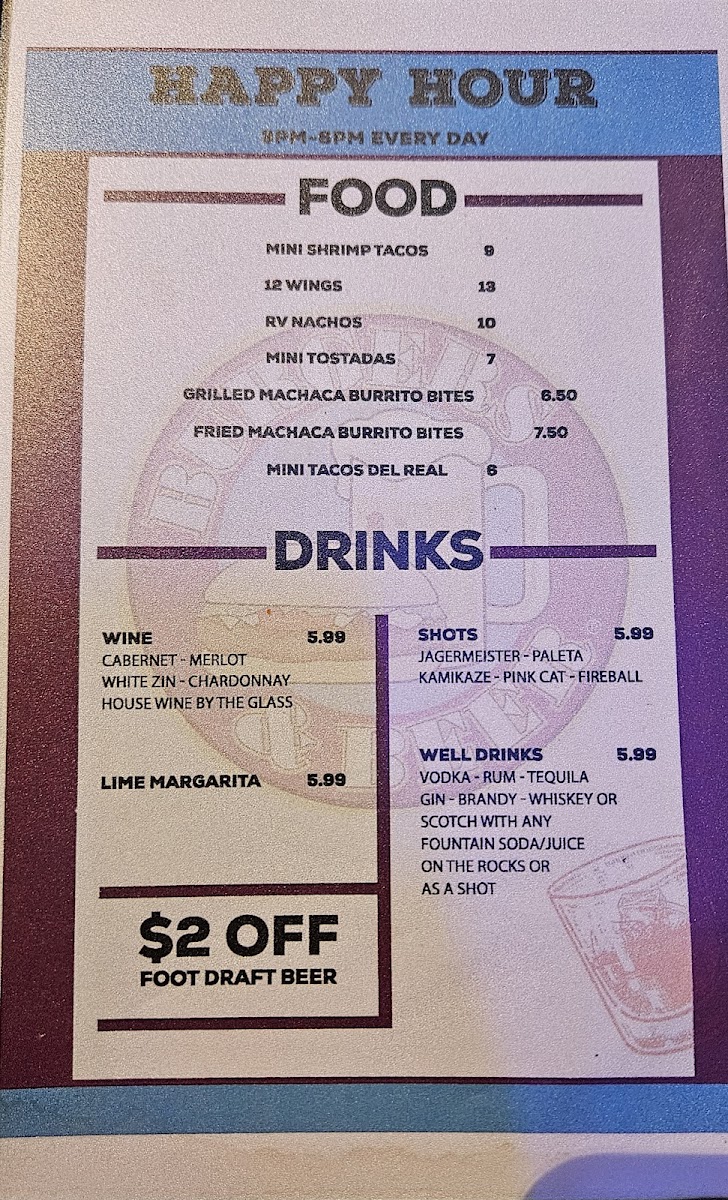 HAPPY HOUR
EVERY DAY
FOOD
MINI SHRIMP TACOS 9
12 WINGS 13
RV NACHOS 10
MINI TOSTADAS 7
GRILLED MACHACA BURRITO BITES 6.50
FRIED MACHACA BURRITO BITES 7.50
MINI TACOS DEL REAL 6
BURGERS
& BEER
DRINKS
WINE 5.99
CABERNET - MERLOT
WHITE ZIN - CHARDONNAY
HOUSE WINE BY THE GLASS
LIME MARGARITA 5.99
$2 OFF
FOOT DRAFT BEER
SHOTS 5.99
JAGERMEISTER - PALETA
KAMIKAZE - PINK CAT - FIREBALL
WELL DRINKS 5.99
VODKA - RUM - TEQUILA
GIN - BRANDY - WHISKEY OR
SCOTCH WITH ANY
FOUNTAIN SODA/JUICE
ON THE ROCKS OR
AS A SHOT